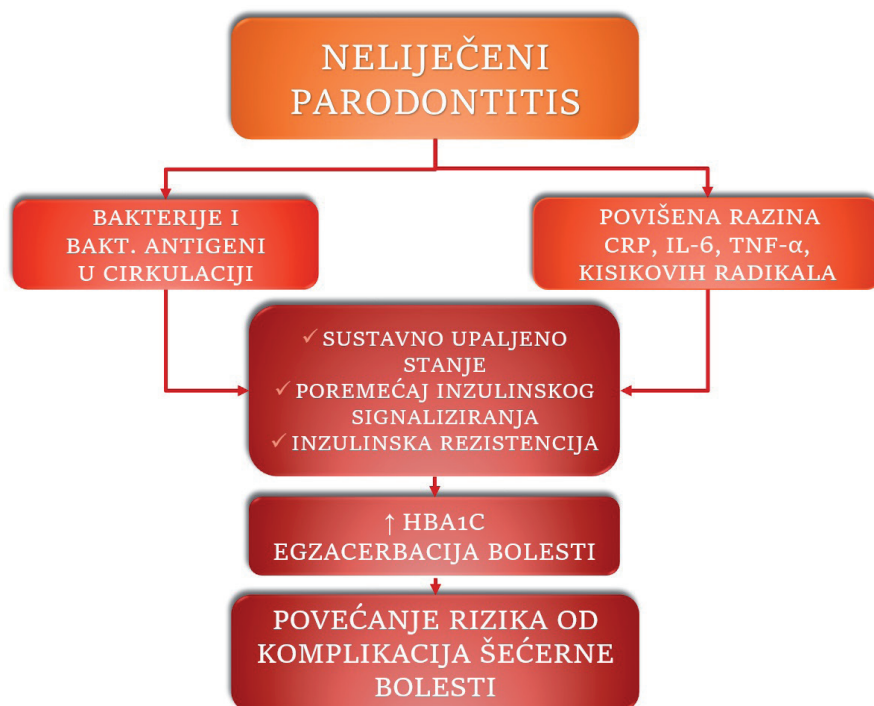 NELIJEČENI
PARODONTITIS
BAKTERIJE I
BAKT. ANTIGENI
U CIRKULACIJI
POVIŠENA RAZINA
CRP, IL-6, TNF-α,
KISIKOVIH RADIKALA
✓ SUSTAVNO UPALJENO
STANJE
✓ POREMEĆAJ INZULINSKOG
SIGNALIZIRANJA
✓ INZULINSKA REZISTENCIJA
↑ HBA1C
EGZACERBACIJA BOLESTI
POVEĆANJE RIZIKA OD
KOMPLIKACIJA ŠEĆERNE
BOLESTI